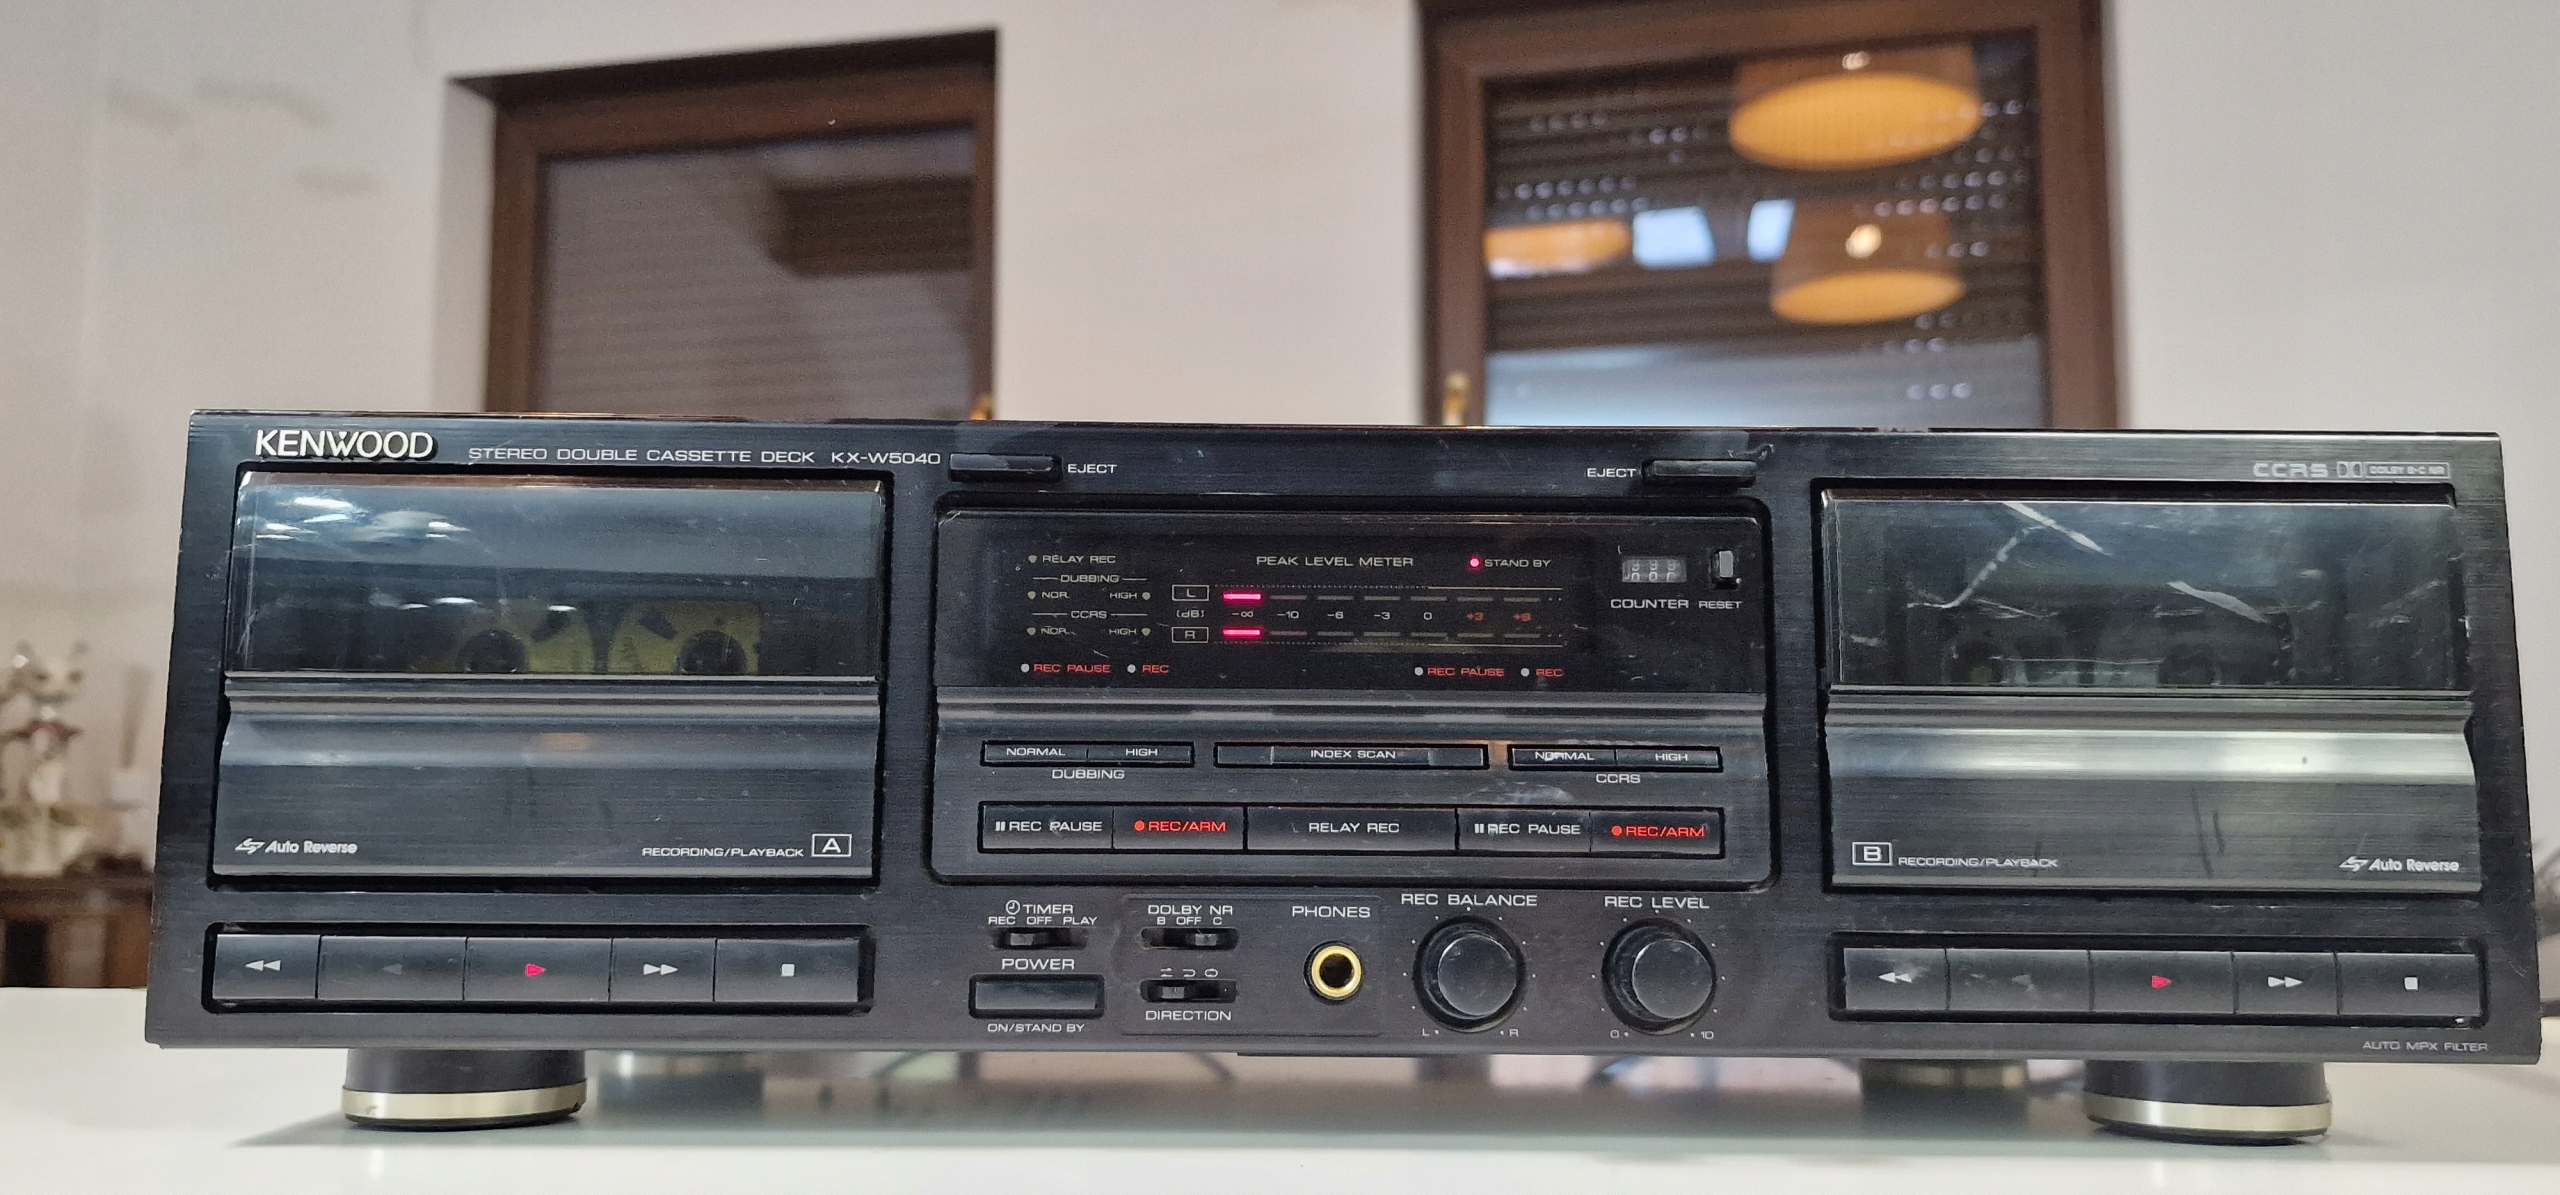 KENWOOD STEREO DOUBLE CASSETTE DECK KX-W5040
EJECT
EJECT
CCRS DOLBY B-C NR
RELAY REC
DUBBING
NOR. HIGH
CCRS
NOR. HIGH
REC PAUSE REC
PEAK LEVEL METER
STAND BY
L
(dB) -∞ -10 -6 -3 0 +3
R
REC PAUSE REC
COUNTER RESET
NORMAL HIGH
DUBBING
INDEX SCAN
NORMAL HIGH
CCRS
REC PAUSE REC/ARM RELAY REC REC PAUSE REC/ARM
Auto Reverse
RECORDING/PLAYBACK A
B RECORDING/PLAYBACK
Auto Reverse
TIMER
REC OFF PLAY
POWER
ON/STAND BY
DOLBY NR
B OFF C
DIRECTION
PHONES
REC BALANCE
L R
REC LEVEL
0 10
AUTO MPX FILTER